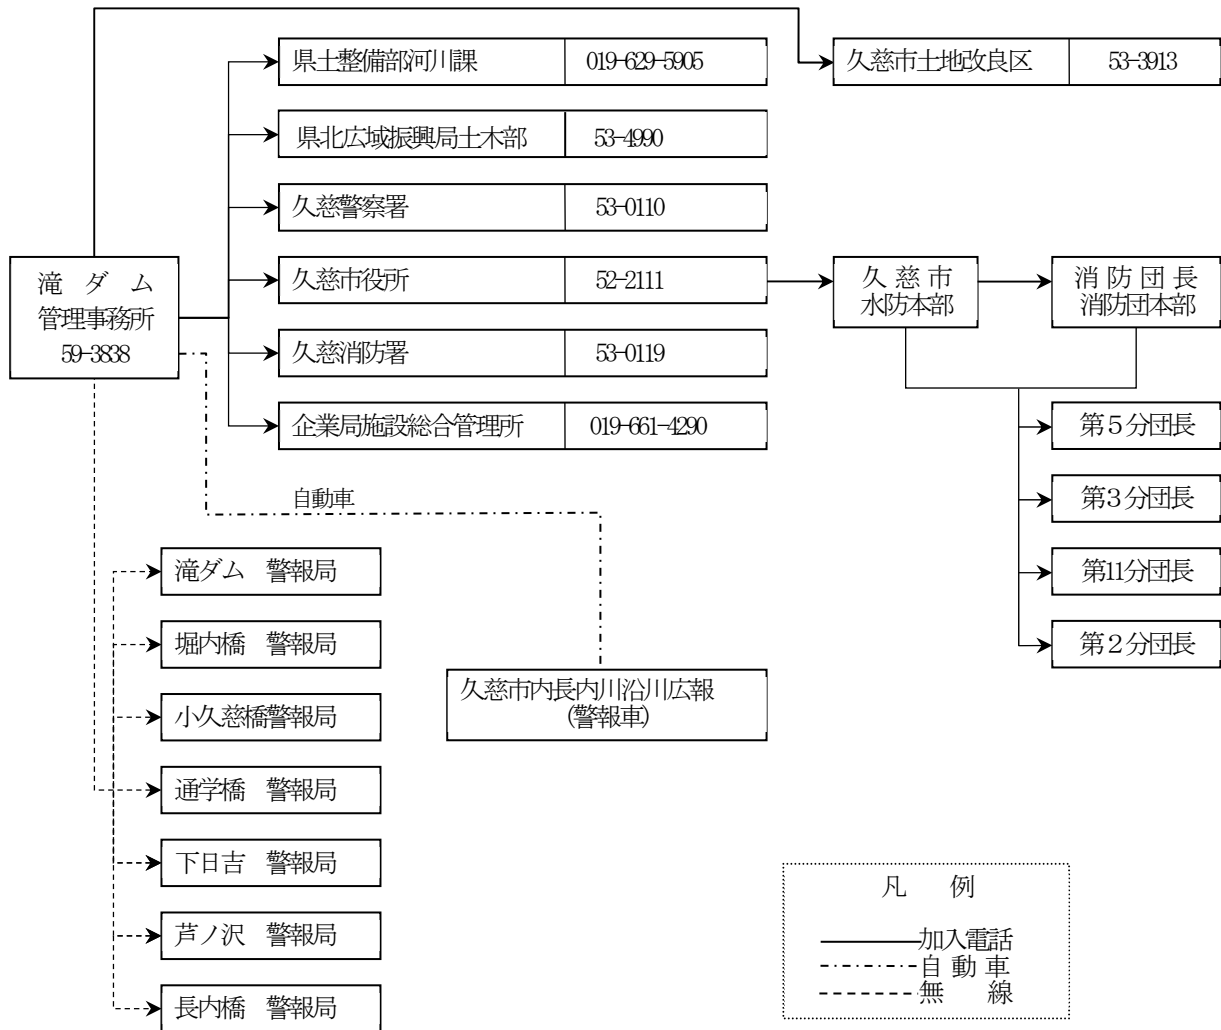 県土整備部河川課 019-629-5905
久慈市土地改良区 53-3913
県北広域振興局土木部 53-4990
久慈警察署 53-0110
滝 ダ ム
管理事務所
59-3838
久慈市役所 52-2111
久 慈 市
水防本部
消 防 団 長
消防団本部
久慈消防署 53-0119
企業局施設総合管理所 019-661-4290
第5分団長
第3分団長
第11分団長
第2分団長
自動車
滝ダム 警報局
堀内橋 警報局
小久慈橋警報局
通学橋 警報局
下日吉 警報局
芦ノ沢 警報局
長内橋 警報局
久慈市内長内川沿川広報
(警報車)
凡 例
加入電話
自 動 車
無 線